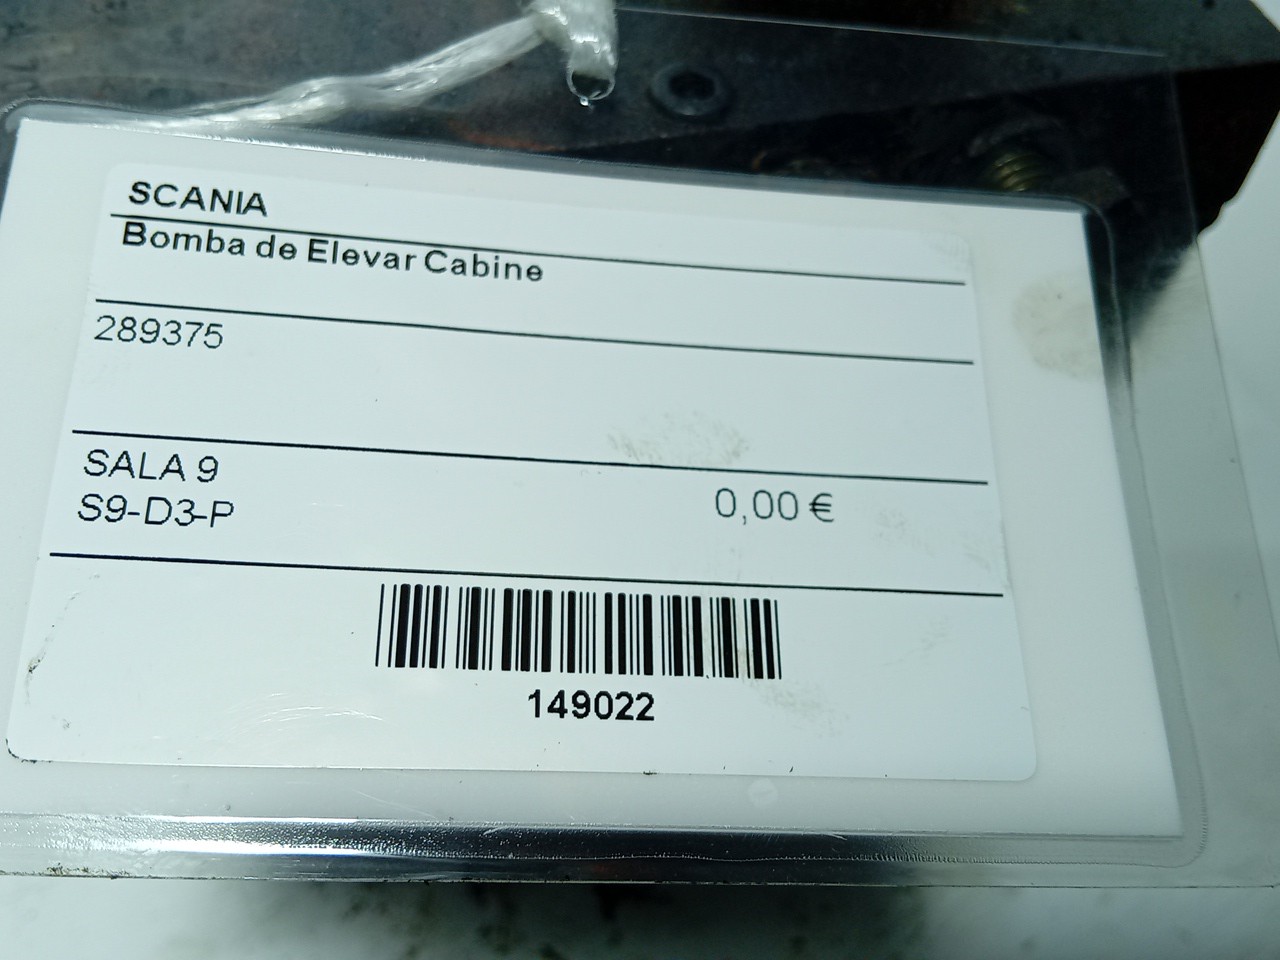 SCANIA
Bomba de Elevar Cabine
289375
SALA 9
S9-D3-P
0,00 €
149022